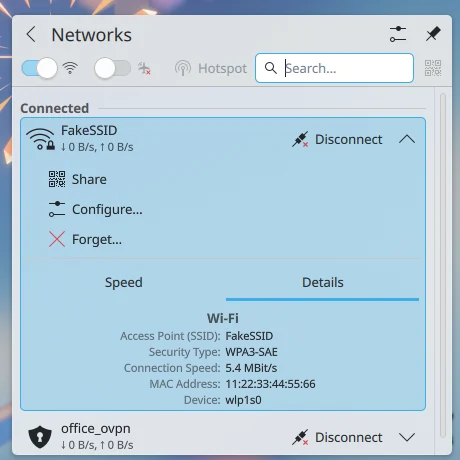 Networks
Hotspot
Search...
Connected
FakeSSID
↓0 B/s, ↑0 B/s
Disconnect
Share
Configure...
Forget...
Speed
Details
Wi-Fi
Access Point (SSID): FakeSSID
Security Type: WPA3-SAE
Connection Speed: 5.4 MBit/s
MAC Address: 11:22:33:44:55:66
Device: wlp1s0
office_ovpn
↓0 B/s, ↑0 B/s
Disconnect